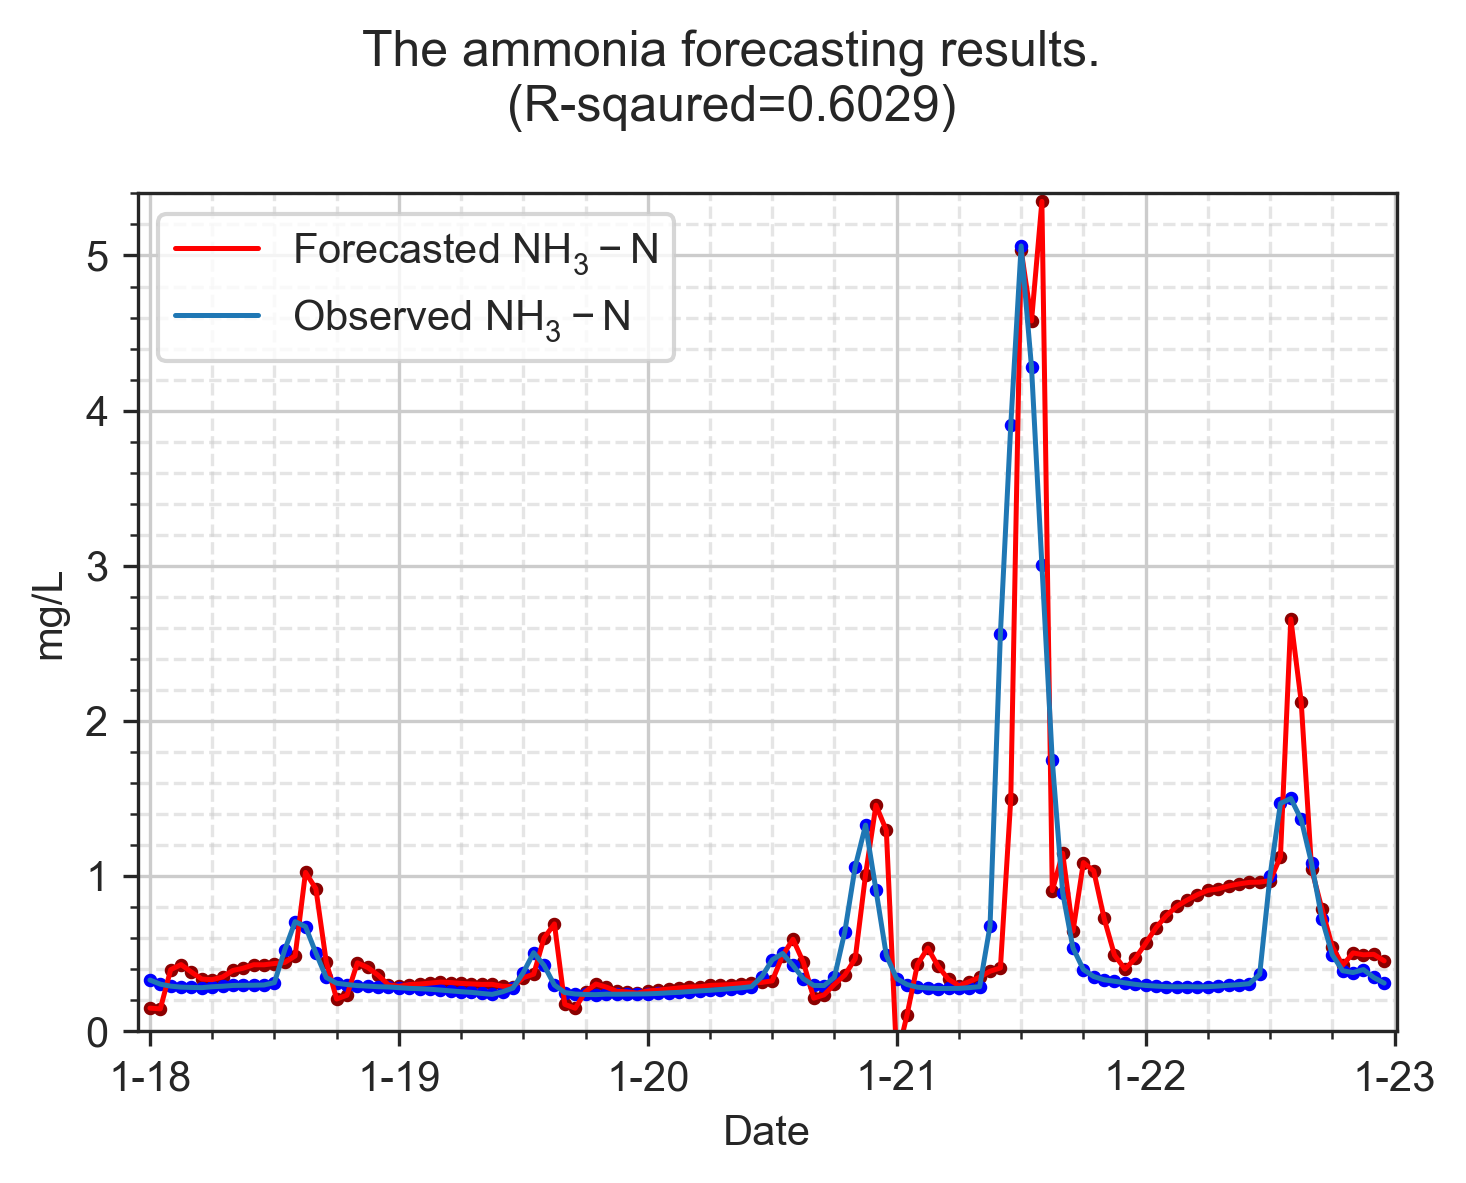 The ammonia forecasting results.
(R-sqaured=0.6029)
Forecasted NH₃ − N
Observed NH₃ − N
5
4
3
2
1
0
mg/L
1-18 1-19 1-20 1-21 1-22 1-23
Date